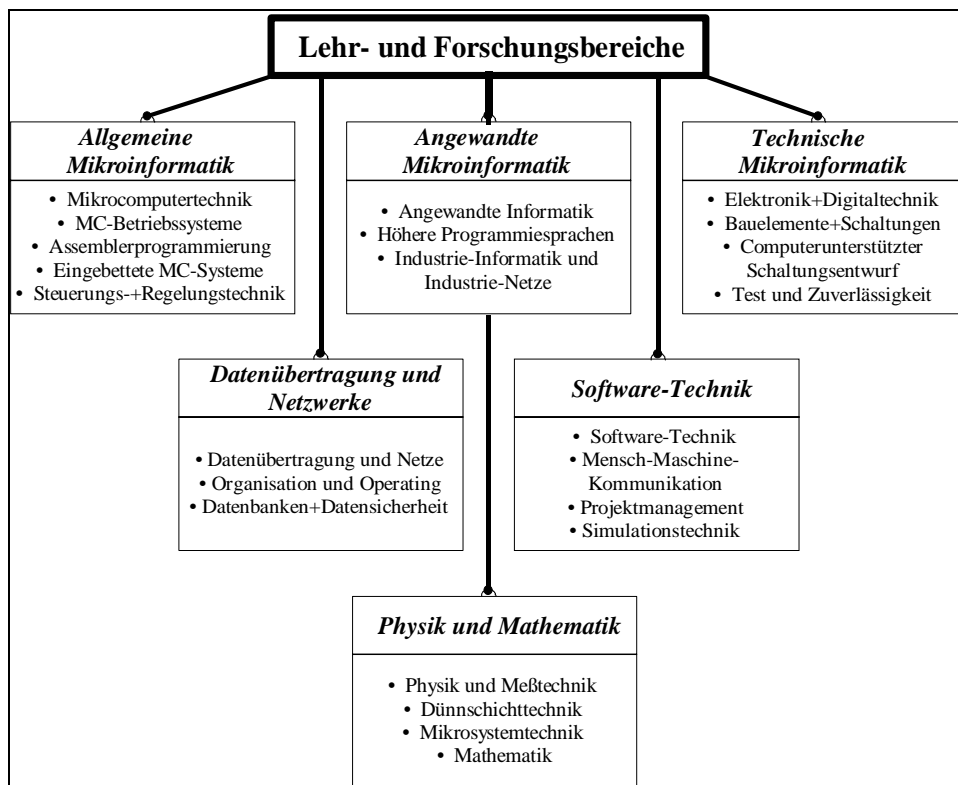 Lehr- und Forschungsbereiche
Allgemeine
Mikroinformatik
• Mikrocomputertechnik
• MC-Betriebssysteme
• Assemblerprogrammierung
• Eingebettete MC-Systeme
• Steuerungs-+Regelungstechnik
Angewandte
Mikroinformatik
• Angewandte Informatik
• Höhere Programmiesprachen
• Industrie-Informatik und
Industrie-Netze
Technische
Mikroinformatik
• Elektronik+Digitaltechnik
• Bauelemente+Schaltungen
• Computerunterstützter
Schaltungsentwurf
• Test und Zuverlässigkeit
Datenübertragung und
Netzwerke
• Datenübertragung und Netze
• Organisation und Operating
• Datenbanken+Datensicherheit
Software-Technik
• Software-Technik
• Mensch-Maschine-
Kommunikation
• Projektmanagement
• Simulationstechnik
Physik und Mathematik
• Physik und Meßtechnik
• Dünnschichttechnik
• Mikrosystemtechnik
• Mathematik